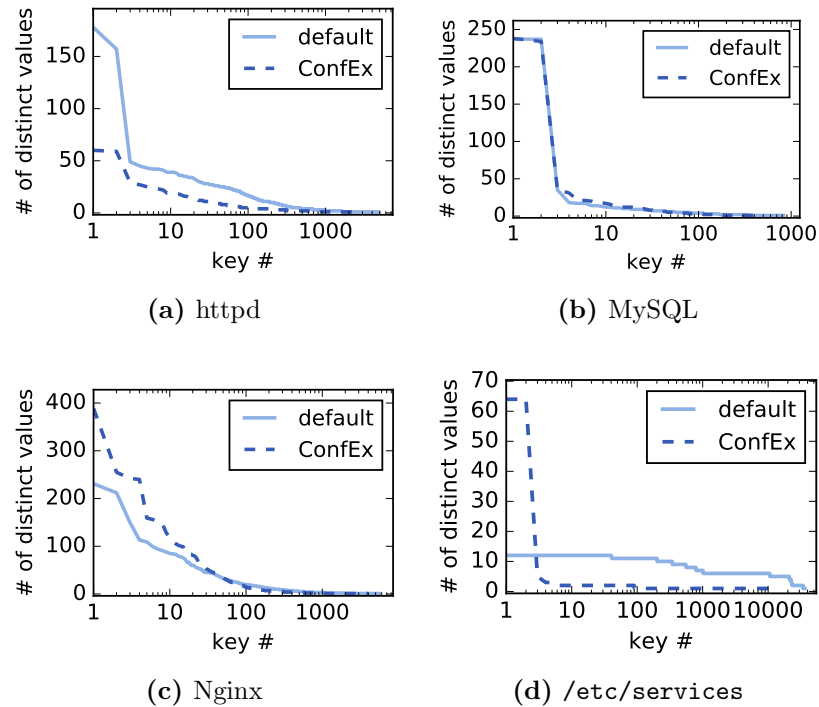 # of distinct values
150
100
50
0
default
ConfEx
1 10 100 1000
key #
(a) httpd
# of distinct values
250
200
150
100
50
0
default
ConfEx
1 10 100 1000
key #
(b) MySQL
# of distinct values
400
300
200
100
0
default
ConfEx
1 10 100 1000
key #
(c) Nginx
# of distinct values
70
60
50
40
30
20
10
0
default
ConfEx
1 10 100 1000 10000
key #
(d) /etc/services